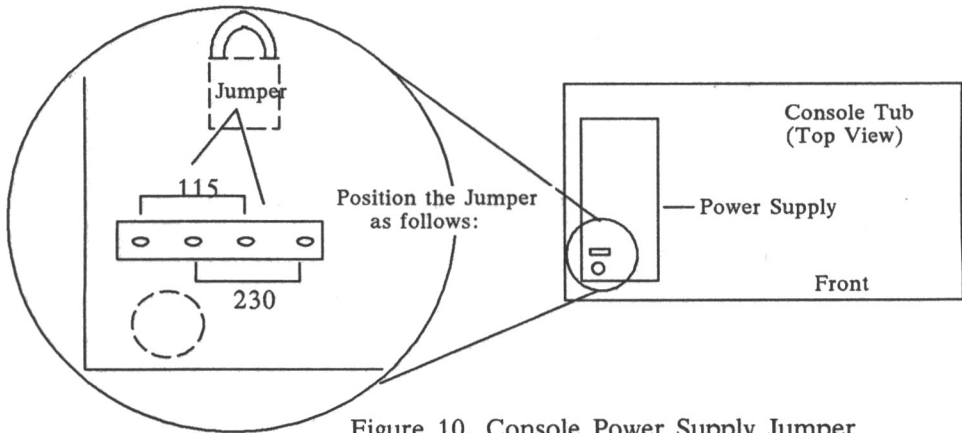 Jumper
115
230
Position the Jumper
as follows:
Console Tub
(Top View)
Power Supply
Front
Figure 10. Console Power Supply Jumper